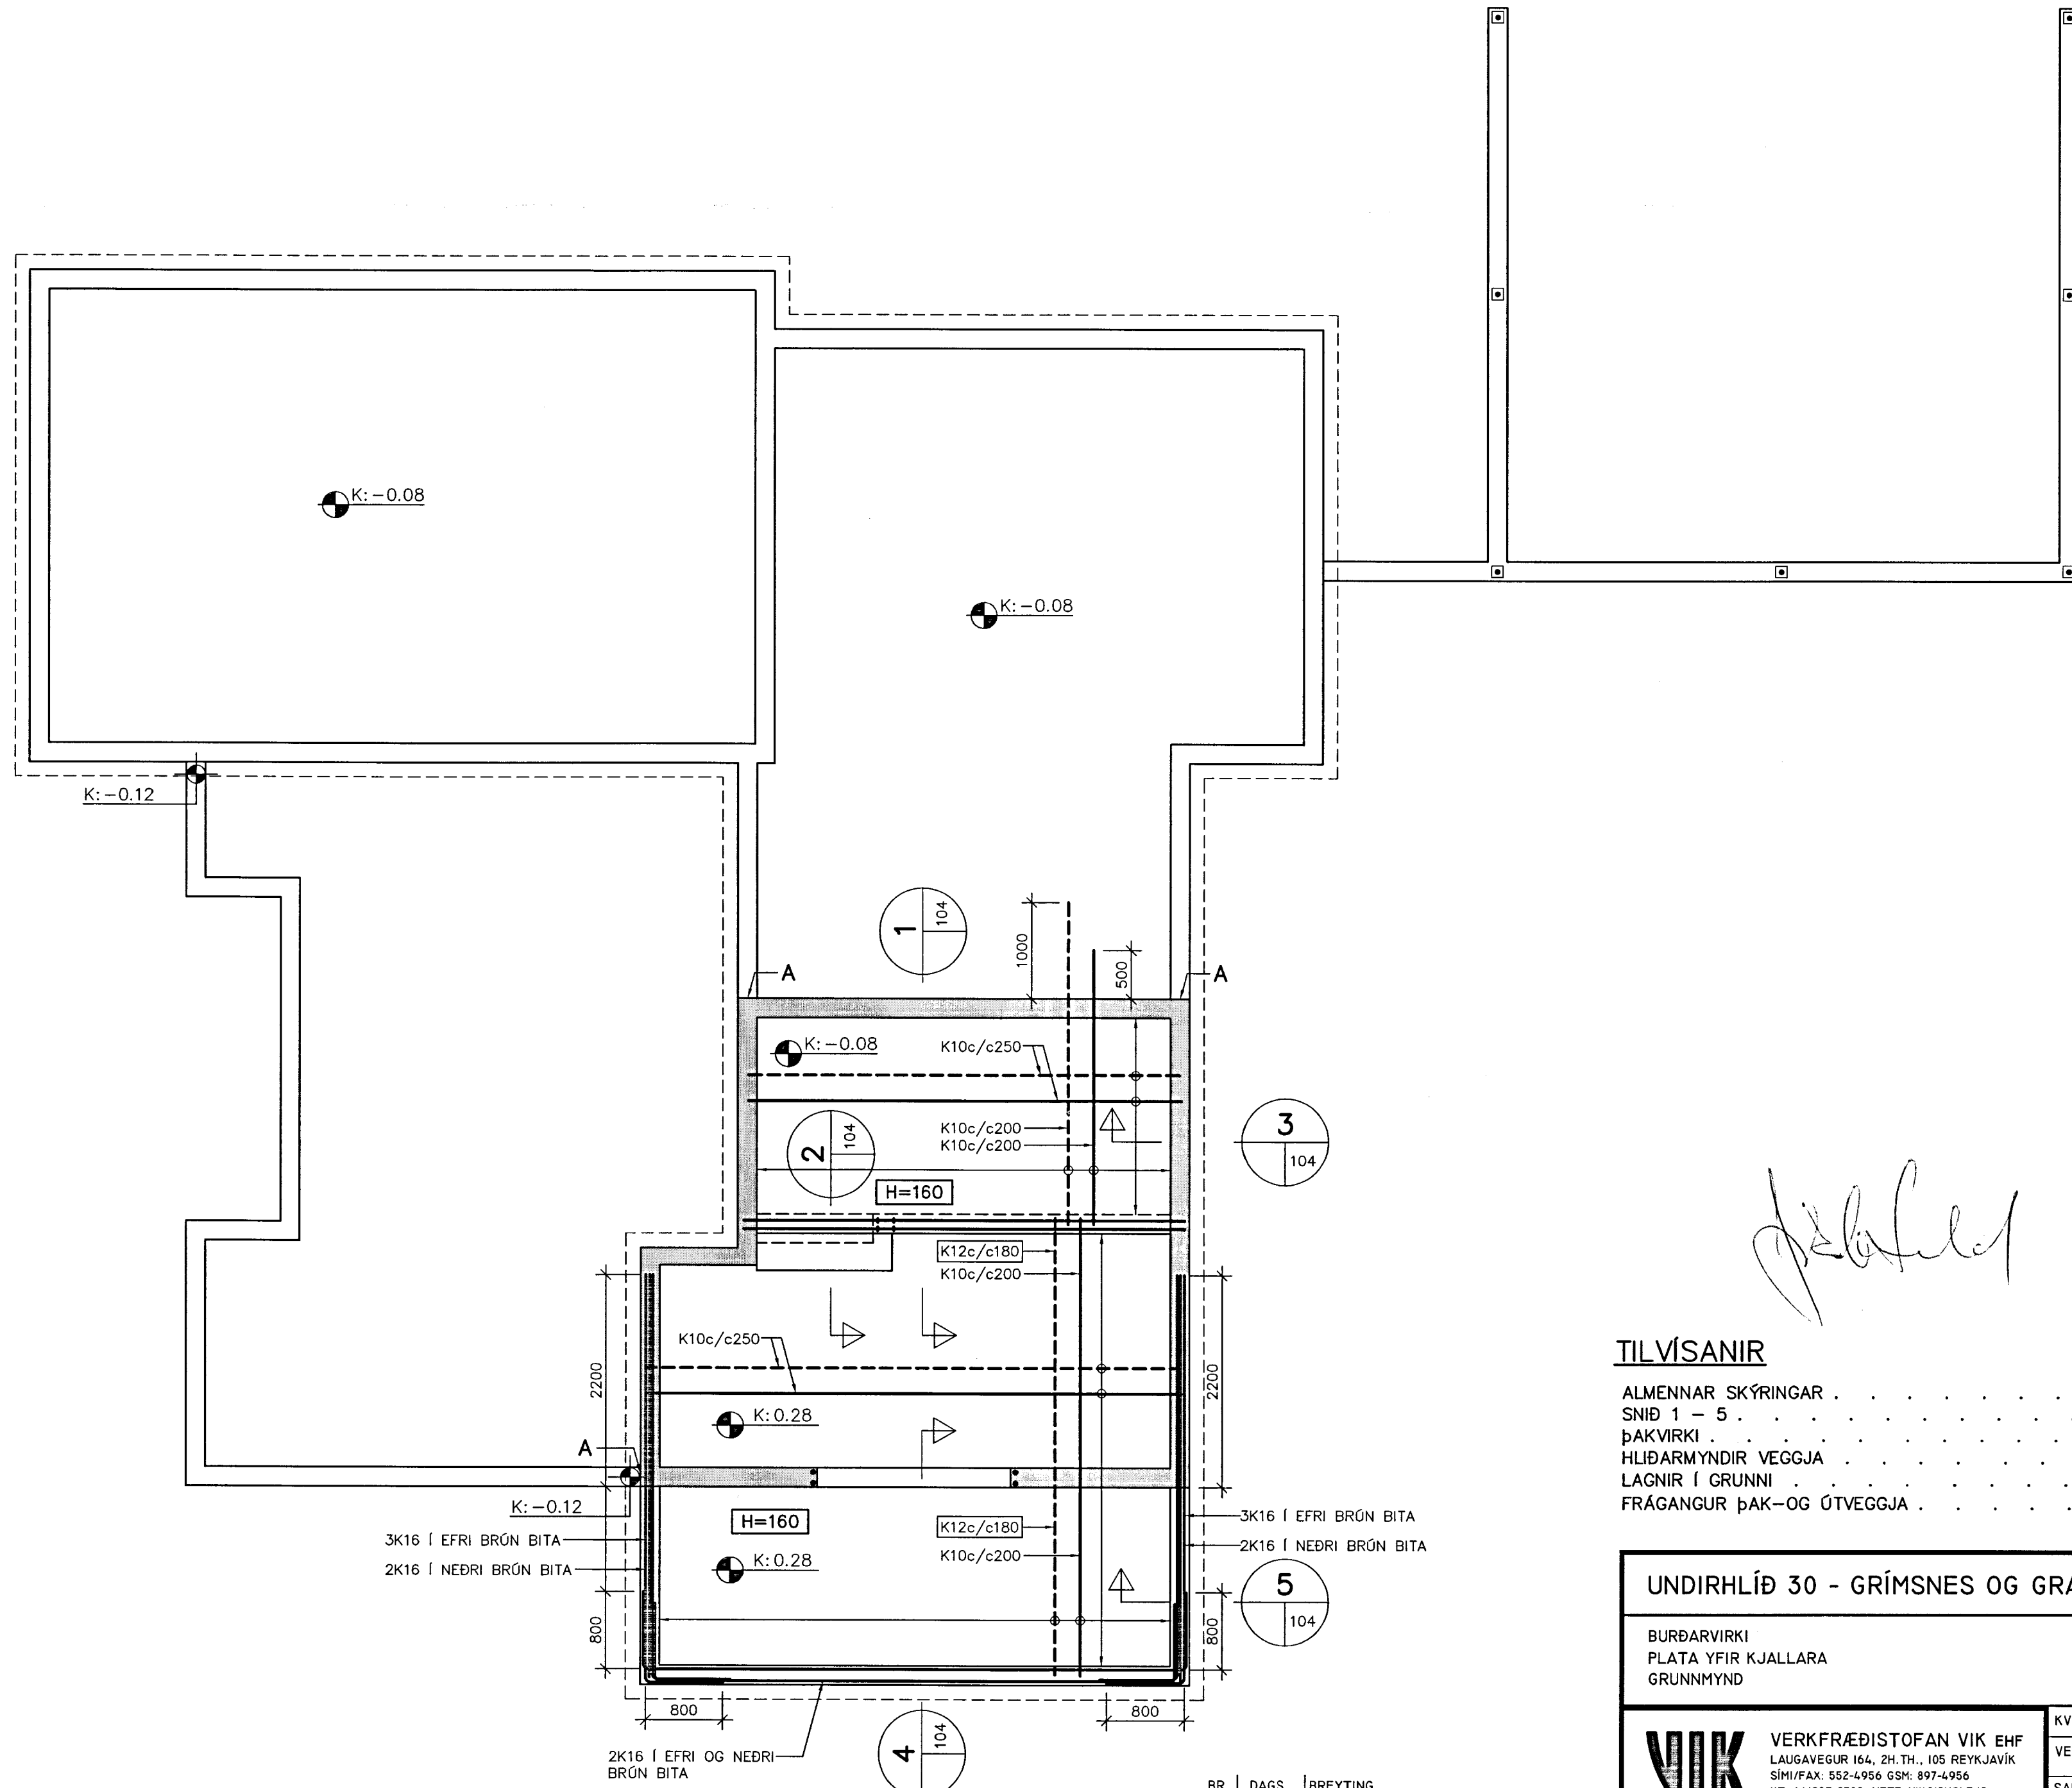 K: -0.08
K: -0.08
K: -0.12
1
104
1000
500
A
A
K: -0.08
K10c/c250
K10c/c200
K10c/c200
2
104
3
104
H=160
K12c/c180
K10c/c200
K10c/c250
2200
2200
K: 0.28
A
K: -0.12
H=160
K12c/c180
K10c/c200
K: 0.28
3K16 Í EFRI BRÚN BITA
2K16 Í NEÐRI BRÚN BITA
3K16 Í EFRI BRÚN BITA
2K16 Í NEÐRI BRÚN BITA
5
104
800
800
800
800
4
104
2K16 Í EFRI OG NEÐRI
BRÚN BITA
BR. DAGS. BREYTING
TILVÍSANIR
ALMENNAR SKÝRINGAR . . . . . . .
SNIÐ 1 – 5 . . . . . . . . . .
ÞAKVIRKI . . . . . . . . . .
HLIÐARMYNDIR VEGGJA . . . . . .
LAGNIR Í GRUNNI . . . . . . . .
FRÁGANGUR ÞAK-OG ÚTVEGGJA . . . . .
UNDIRHLÍÐ 30 - GRÍMSNES OG GRA
BURÐARVIRKI
PLATA YFIR KJALLARA
GRUNNMYND
VIK
VERKFRÆÐISTOFAN VIK EHF
LAUGAVEGUR 164, 2H.TH., 105 REYKJAVÍK
SÍMI/FAX: 552-4956 GSM: 897-4956
KV
VE